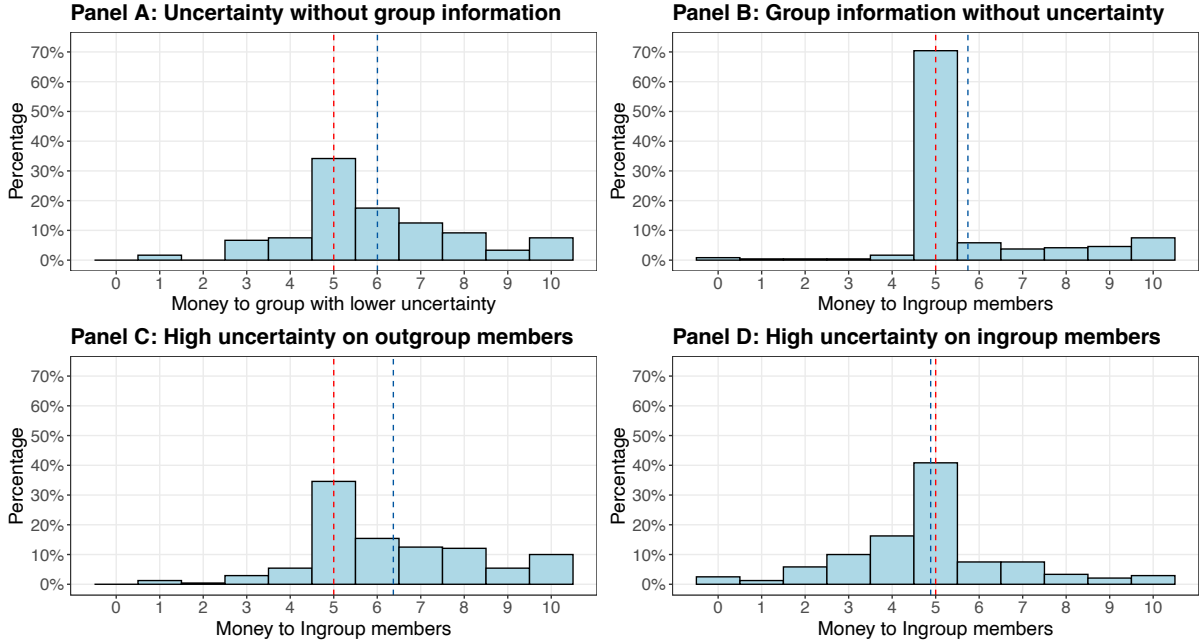 Panel A: Uncertainty without group information
Percentage
70%
60%
50%
40%
30%
20%
10%
0%
0 1 2 3 4 5 6 7 8 9 10
Money to group with lower uncertainty
Panel B: Group information without uncertainty
Percentage
70%
60%
50%
40%
30%
20%
10%
0%
0 1 2 3 4 5 6 7 8 9 10
Money to Ingroup members
Panel C: High uncertainty on outgroup members
Percentage
70%
60%
50%
40%
30%
20%
10%
0%
0 1 2 3 4 5 6 7 8 9 10
Money to Ingroup members
Panel D: High uncertainty on ingroup members
Percentage
70%
60%
50%
40%
30%
20%
10%
0%
0 1 2 3 4 5 6 7 8 9 10
Money to Ingroup members